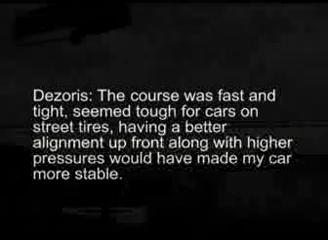 Dezoris: The course was fast and
tight, seemed tough for cars on
street tires, having a better
alignment up front along with higher
pressures would have made my car
more stable.